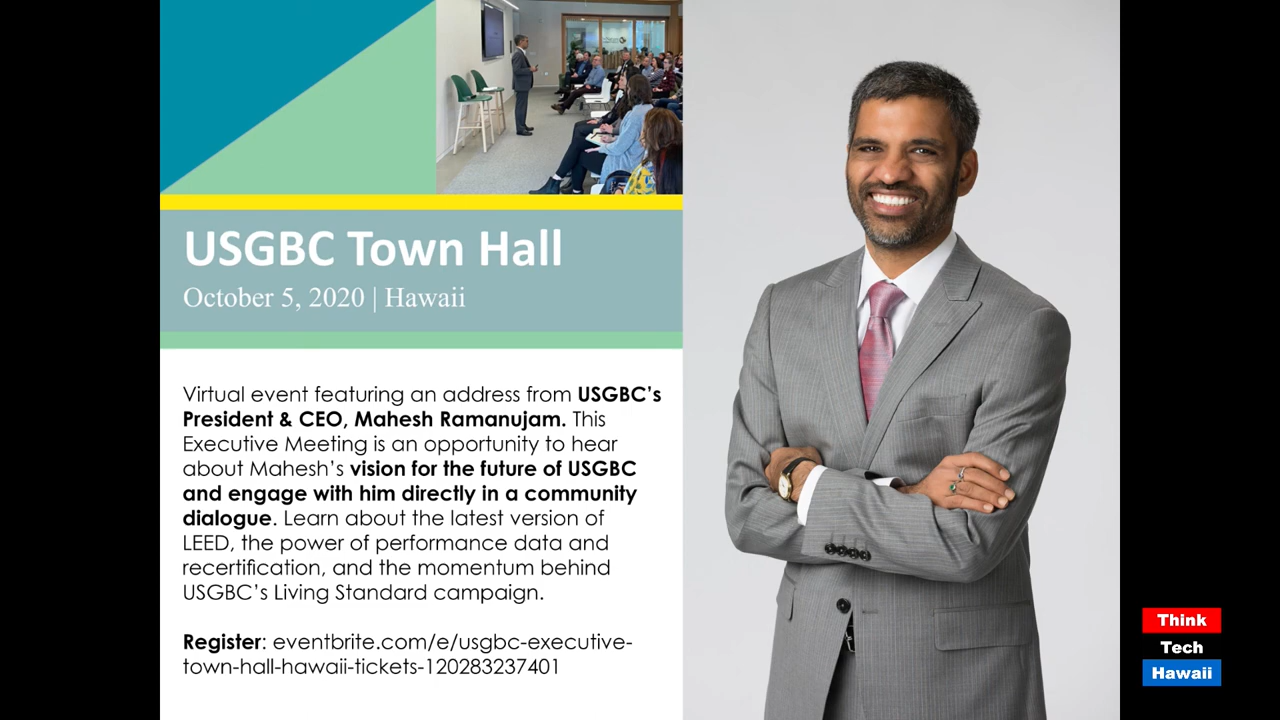 USGBC Town Hall
October 5, 2020 | Hawaii
Virtual event featuring an address from USGBC's
President & CEO, Mahesh Ramanujam. This
Executive Meeting is an opportunity to hear
about Mahesh's vision for the future of USGBC
and engage with him directly in a community
dialogue. Learn about the latest version of
LEED, the power of performance data and
recertification, and the momentum behind
USGBC's Living Standard campaign.
Register: eventbrite.com/e/usgbc-executive-
town-hall-hawaii-tickets-120283237401
Think
Tech
Hawaii